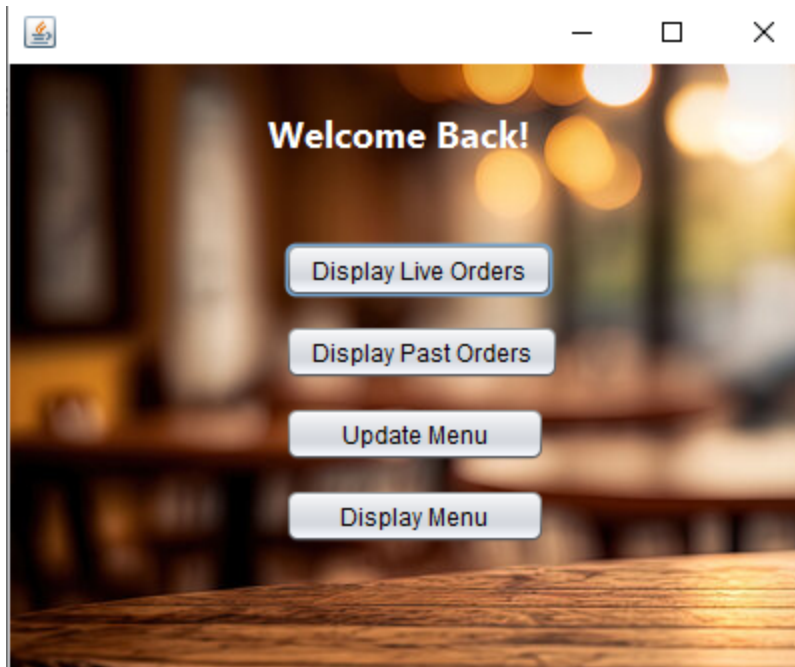 Welcome Back!
Display Live Orders
Display Past Orders
Update Menu
Display Menu